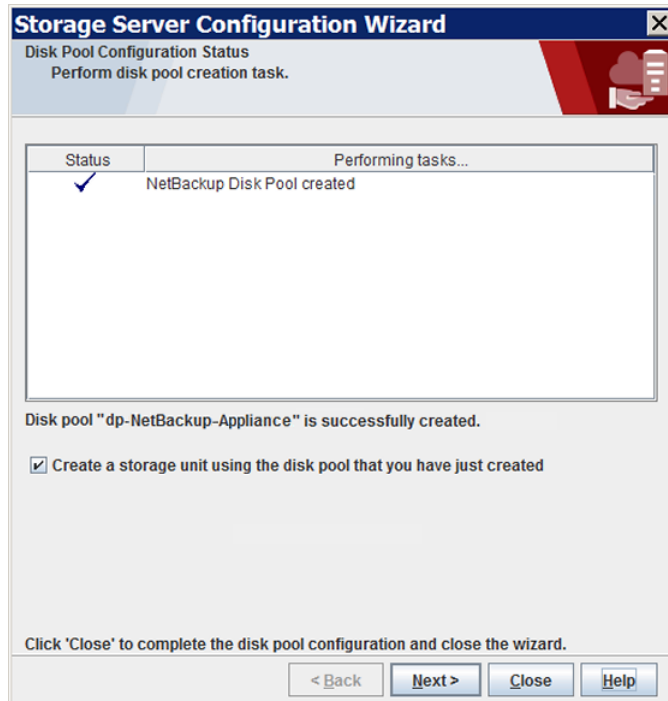 Storage Server Configuration Wizard
Disk Pool Configuration Status
Perform disk pool creation task.
Status Performing tasks...
NetBackup Disk Pool created
Disk pool "dp-NetBackup-Appliance" is successfully created.
Create a storage unit using the disk pool that you have just created
Click 'Close' to complete the disk pool configuration and close the wizard.
< Back Next > Close Help